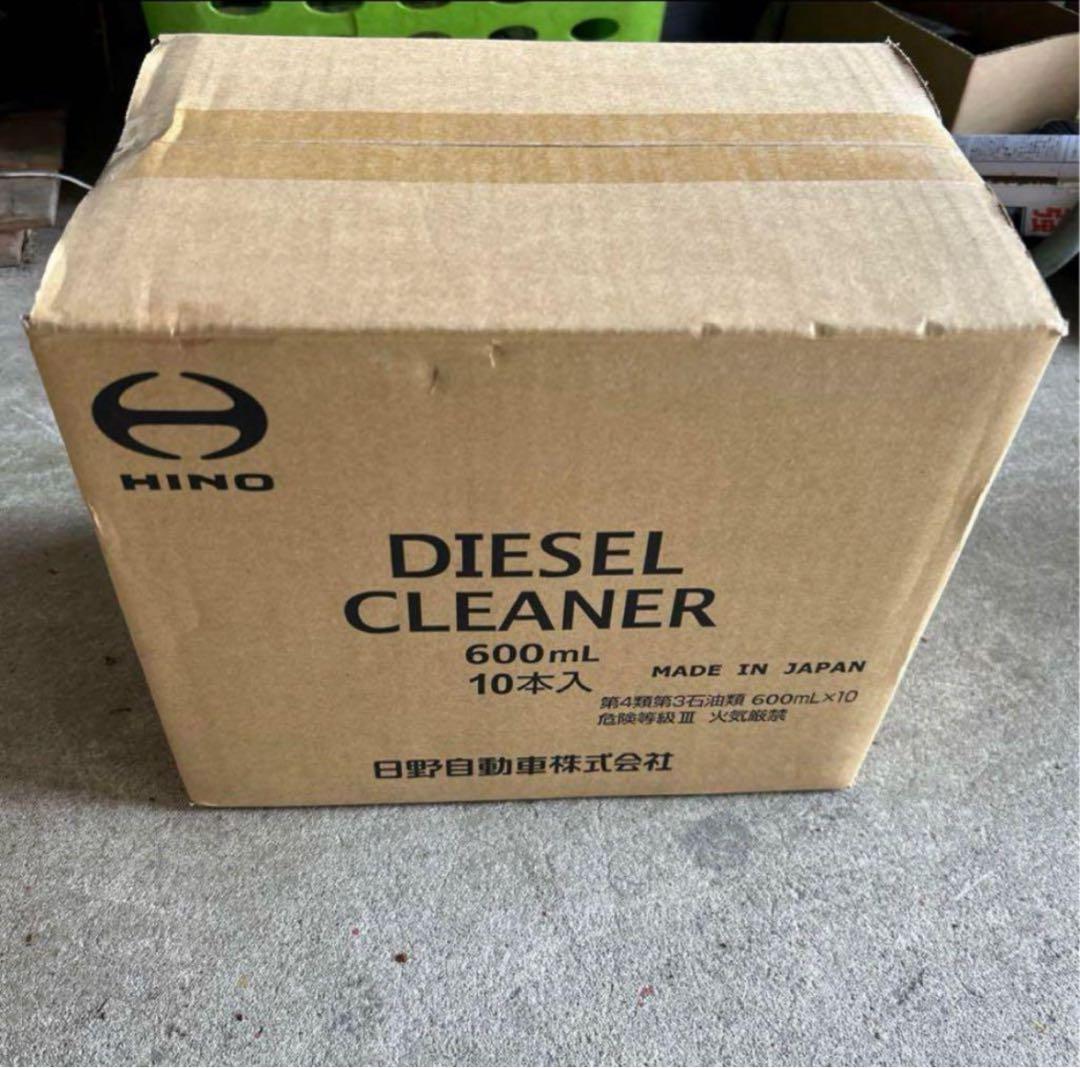 HINO
DIESEL
CLEANER
600mL
10本入
MADE IN JAPAN
第4類第3石油類 600mL×10
危険等級Ⅲ 火気厳禁
日野自動車株式会社